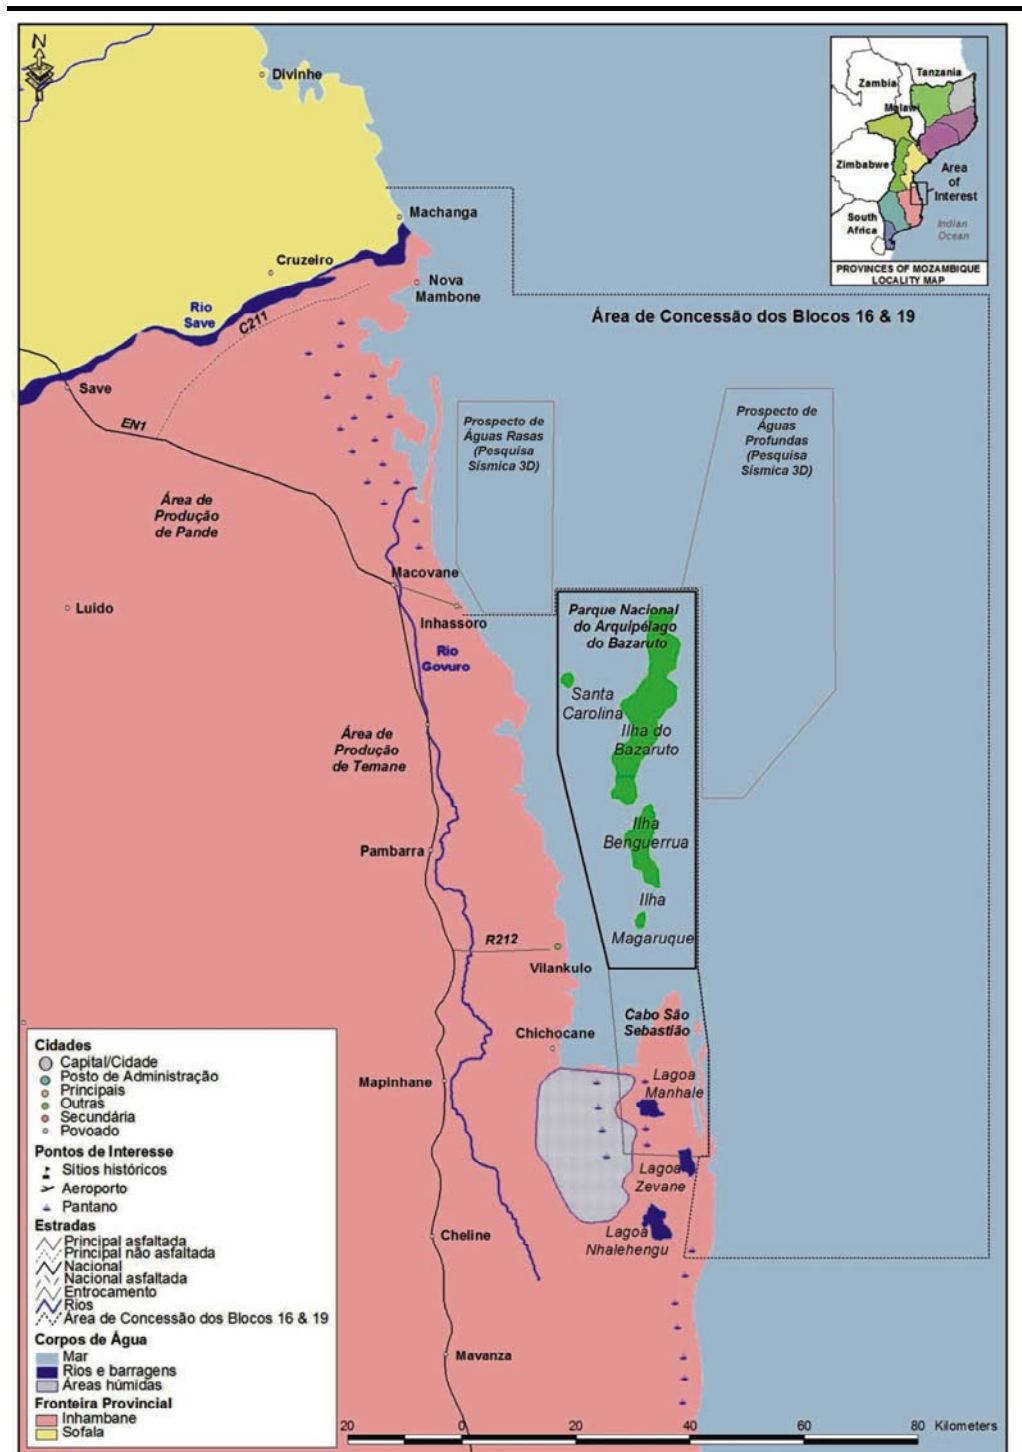 N
Divinhe
Zambia
Tanzania
Malawi
Zimbabwe
Area
of
Interest
South
Africa
Indian
Ocean
PROVINCES OF MOZAMBIQUE
LOCALITY MAP
Machanga
Cruzeiro
Nova
Mambone
Rio
Save
C211
Área de Concessão dos Blocos 16 & 19
Save
EN1
Prospecto de
Águas Rasas
(Pesquisa
Sísmica 3D)
Prospecto de
Águas
Profundas
(Pesquisa
Sísmica 3D)
Área de
Produção
de Pande
Macovane
Luido
Inhassoro
Parque Nacional
do Arquipélago
do Bazaruto
Rio
Govuro
Santa
Carolina
Ilha do
Bazaruto
Área de
Produção
de Temane
Ilha
Benguerrua
Pambarra
Ilha
Magaruque
R212
Vilankulo
Cabo São
Sebastião
Chichocane
Mapinhane
Lagoa
Manhale
Lagoa
Zevane
Lagoa
Nhalehengu
Cheline
Mavanza
Cidades
Capital/Cidade
Posto de Administração
Principais
Outras
Secundária
Povoado
Pontos de Interesse
Sítios históricos
Aeroporto
Pantano
Estradas
Principal asfaltada
Principal não asfaltada
Nacional
Nacional asfaltada
Entrocamento
Rios
Área de Concessão dos Blocos 16 & 19
Corpos de Água
Mar
Rios e barragens
Áreas húmidas
Fronteira Provincial
Inhambane
Sofala
20 0 20 40 60 80 Kilometers